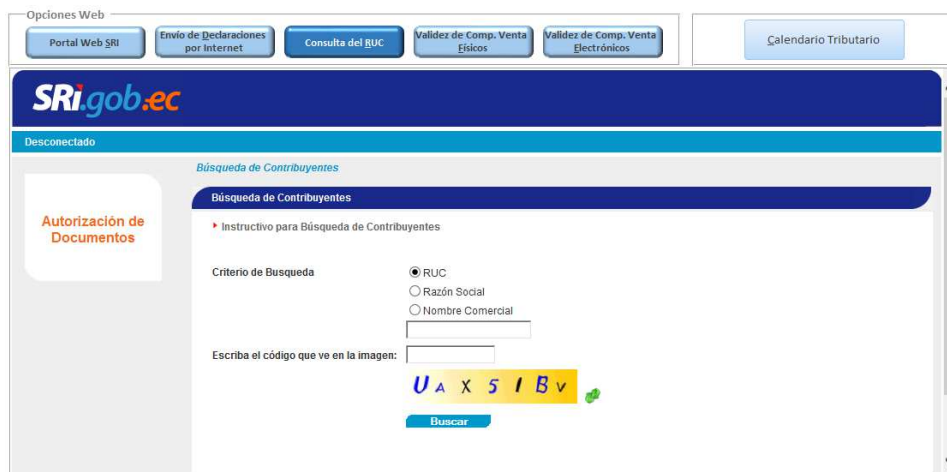 Opciones Web
Portal Web SRI
Envío de Declaraciones
por Internet
Consulta del RUC
Validez de Comp. Venta
Físicos
Validez de Comp. Venta
Electrónicos
Calendario Tributario
SRi.gob.ec
Desconectado
Búsqueda de Contribuyentes
Autorización de
Documentos
Búsqueda de Contribuyentes
Instructivo para Búsqueda de Contribuyentes
Criterio de Busqueda
RUC
Razón Social
Nombre Comercial
Escriba el código que ve en la imagen:
U A X 5 I B V
Buscar